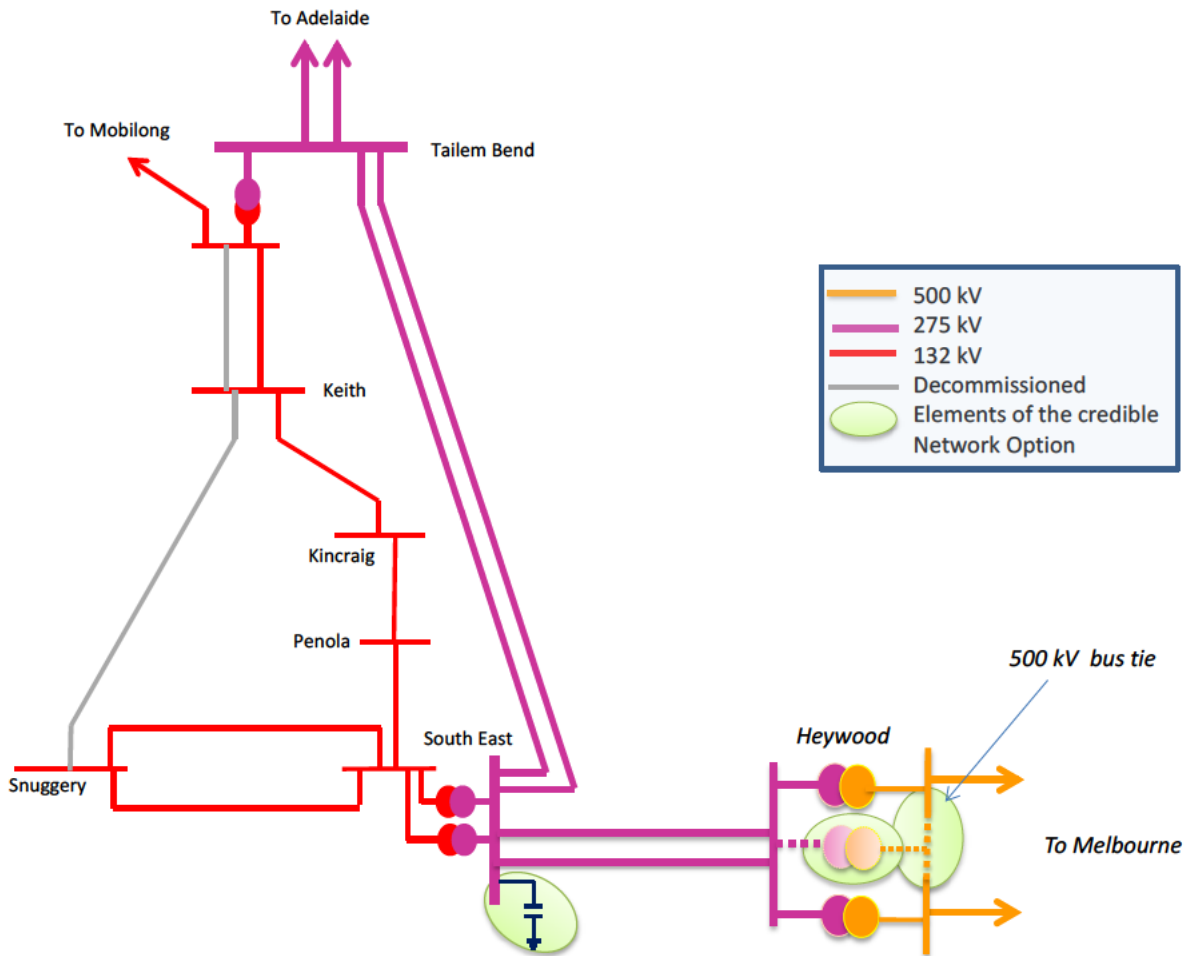 To Adelaide
To Mobilong
Tailem Bend
500 kV
275 kV
132 kV
Keith
Decommissioned
Elements of the credible
Network Option
Kincraig
Penola
500 kV bus tie
South East
Heywood
Snuggery
To Melbourne